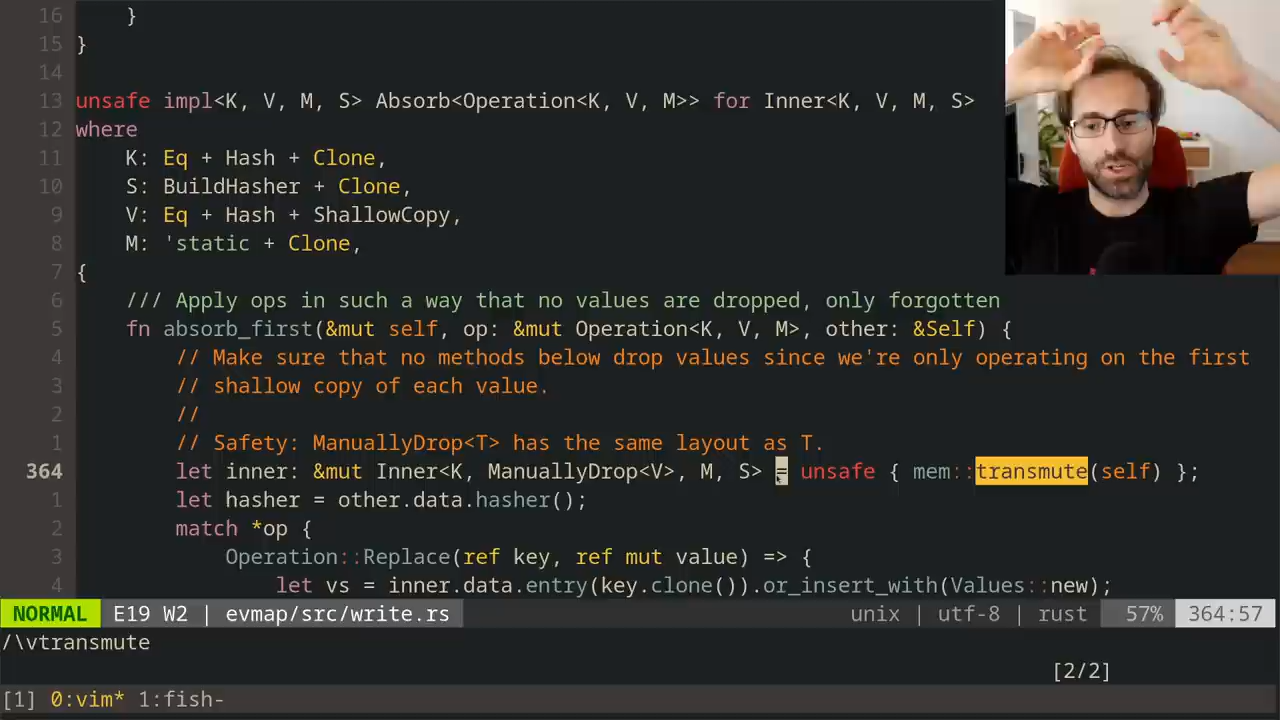 16     }
15 }
14
13 unsafe impl<K, V, M, S> Absorb<Operation<K, V, M>> for Inner<K, V, M, S>
12 where
11     K: Eq + Hash + Clone,
10     S: BuildHasher + Clone,
9     V: Eq + Hash + ShallowCopy,
8     M: 'static + Clone,
7 {
6     /// Apply ops in such a way that no values are dropped, only forgotten
5     fn absorb_first(&mut self, op: &mut Operation<K, V, M>, other: &Self) {
4         // Make sure that no methods below drop values since we're only operating on the first
3         // shallow copy of each value.
2         //
1         // Safety: ManuallyDrop<T> has the same layout as T.
364         let inner: &mut Inner<K, ManuallyDrop<V>, M, S> = unsafe { mem::transmute(self) };
1         let hasher = other.data.hasher();
2         match *op {
3             Operation::Replace(ref key, ref mut value) => {
4                 let vs = inner.data.entry(key.clone()).or_insert_with(Values::new);
NORMAL E19 W2 | evmap/src/write.rs unix | utf-8 | rust 57% 364:57
/\vtransmute
[2/2]
[1] 0:vim* 1:fish-